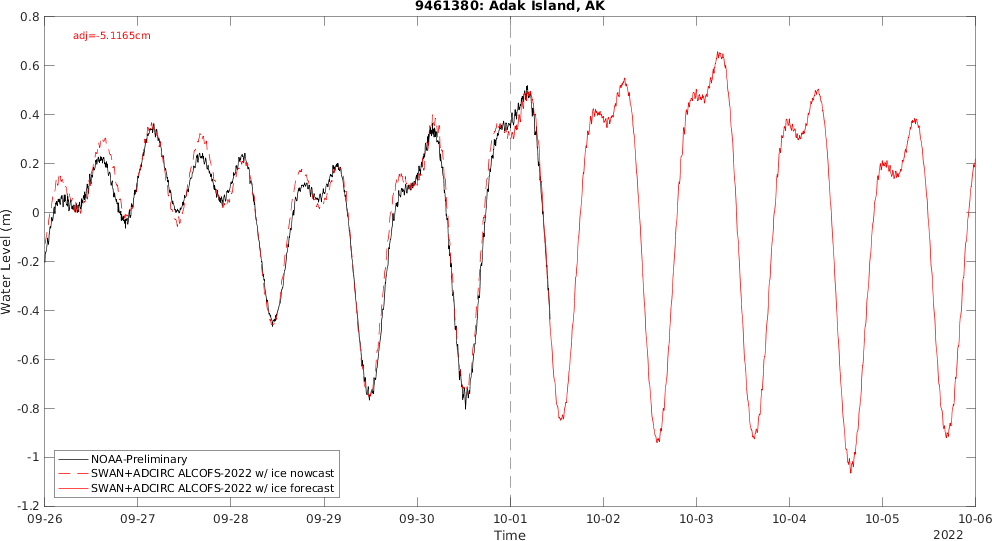 9461380: Adak Island, AK
adj=-5.1165cm
0.8
0.6
0.4
0.2
0
-0.2
-0.4
-0.6
-0.8
-1
-1.2
Water Level (m)
NOAA-Preliminary
SWAN+ADCIRC ALCOFS-2022 w/ ice nowcast
SWAN+ADCIRC ALCOFS-2022 w/ ice forecast
09-26 09-27 09-28 09-29 09-30 10-01 10-02 10-03 10-04 10-05 10-06
Time
2022